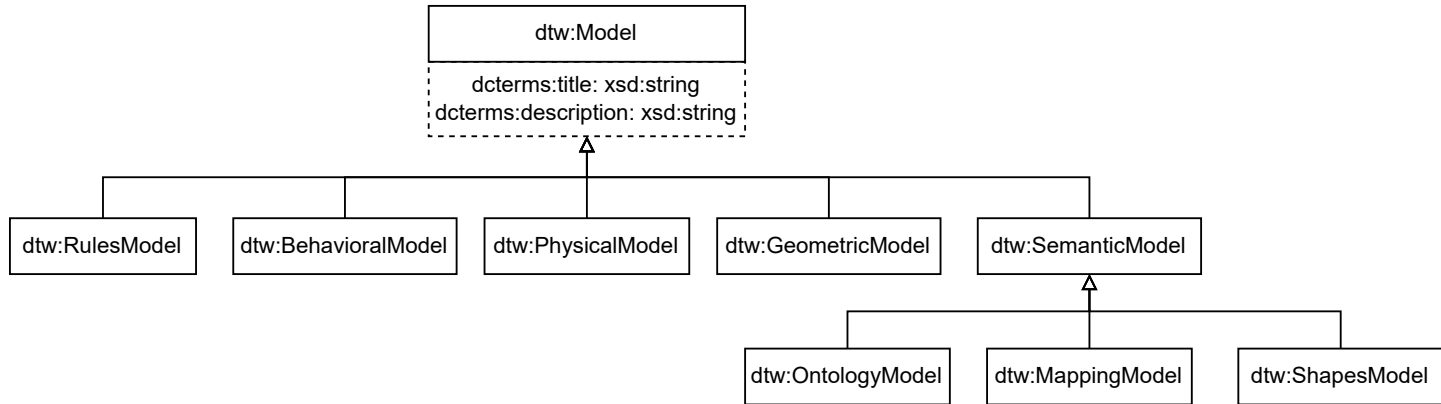 dtw:Model
dcterms:title: xsd:string
dcterms:description: xsd:string
dtw:RulesModel
dtw:BehavioralModel
dtw:PhysicalModel
dtw:GeometricModel
dtw:SemanticModel
dtw:OntologyModel
dtw:MappingModel
dtw:ShapesModel